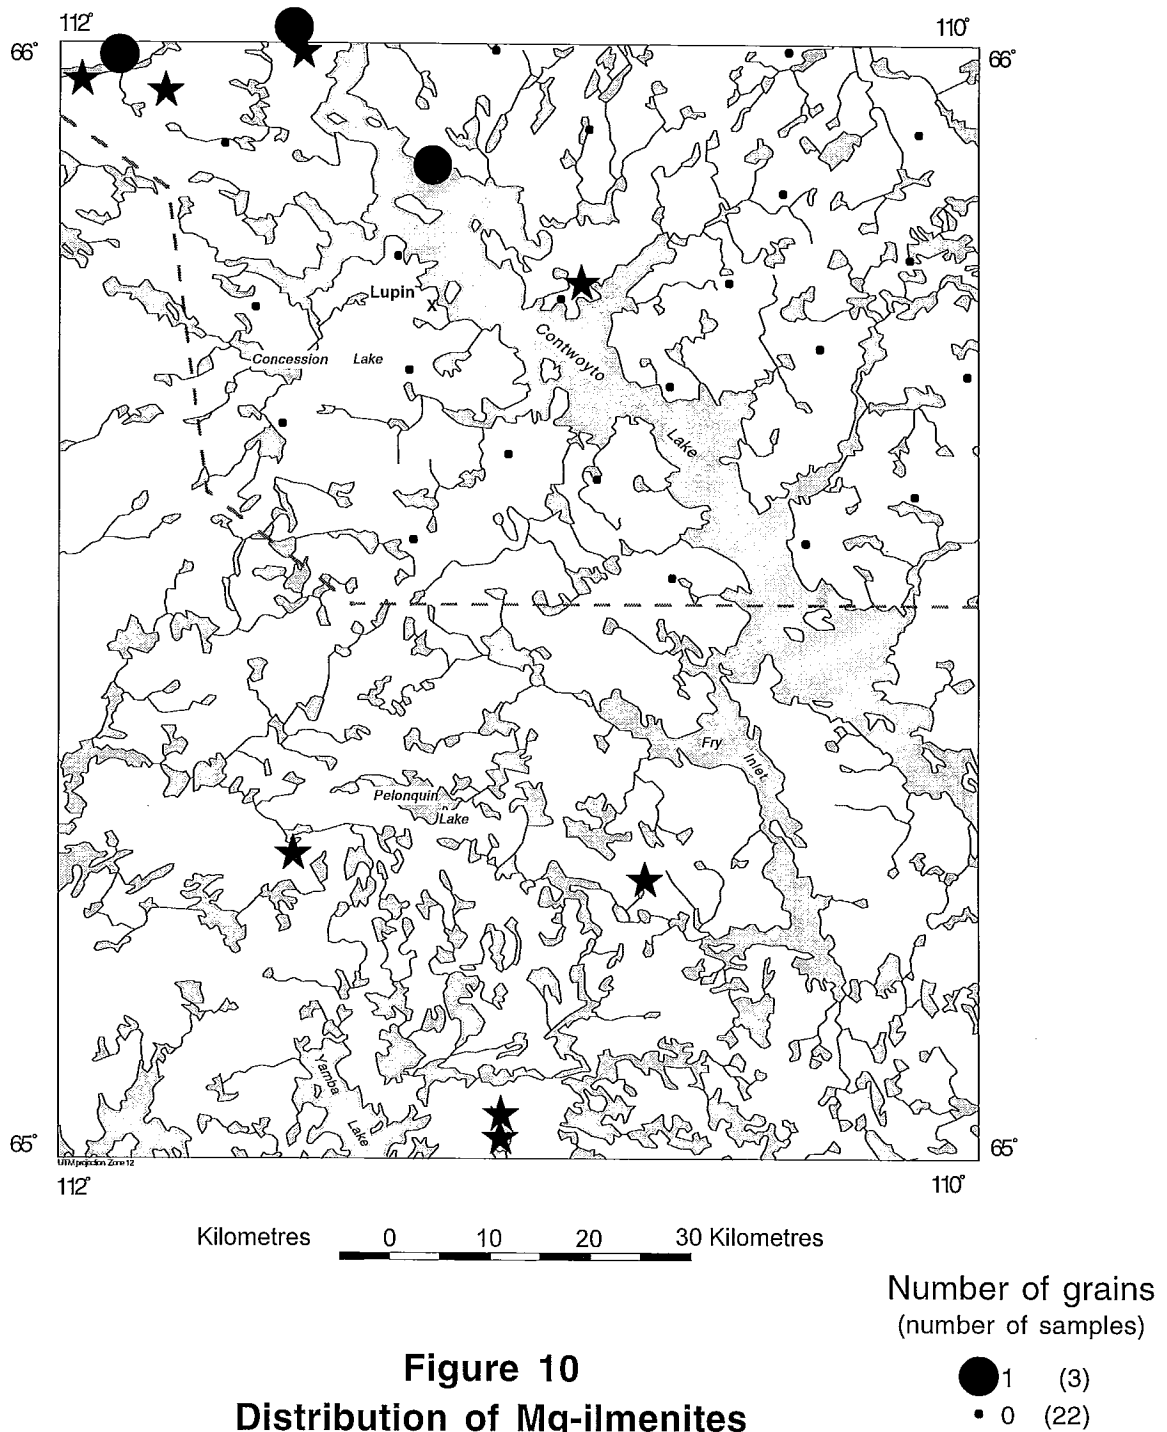 112° 110°
66° 66°
Lupin
X
Contwoyto
Concession Lake
Lake
Fry
Inlet
Pelonquin
Lake
Yamba
Lake
65° 65°
UTM projection Zone 12
112° 110°
Kilometres 0 10 20 30 Kilometres
Number of grains
(number of samples)
1 (3)
0 (22)
Figure 10
Distribution of Mg-ilmenites